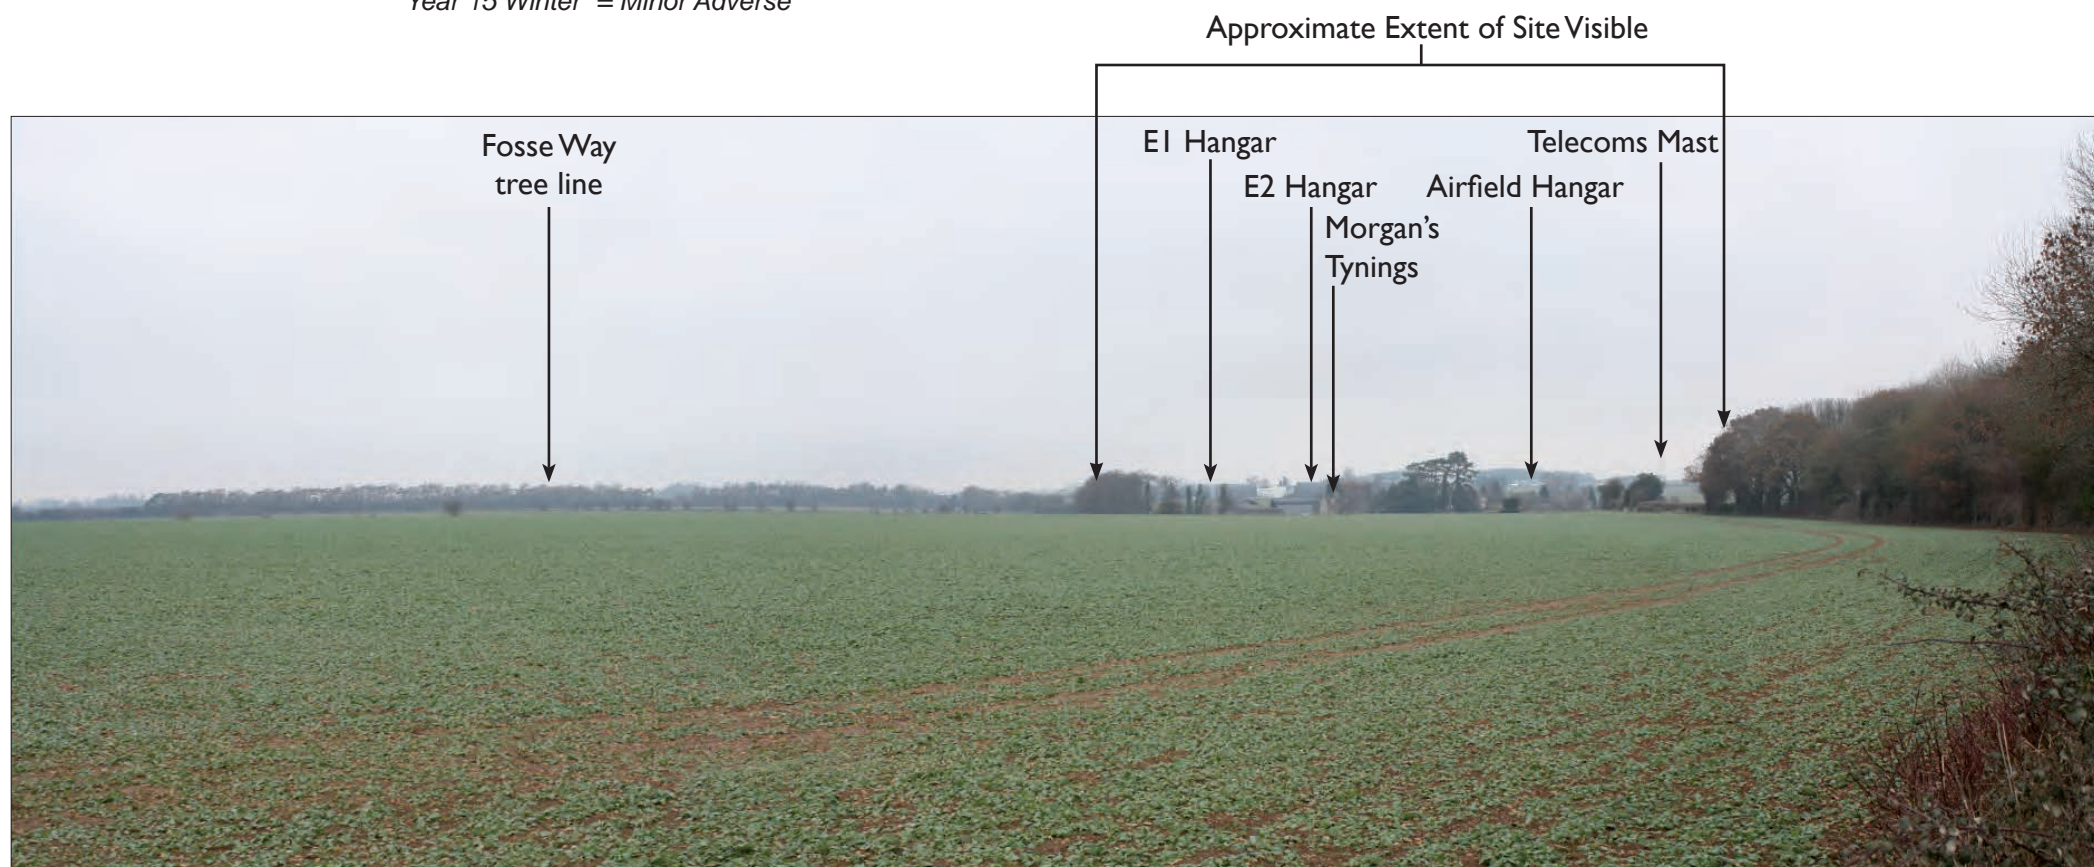 Year 15 Winter = Minor Adverse
Approximate Extent of Site Visible
Fosse Way
tree line
E1 Hangar
Telecoms Mast
E2 Hangar
Airfield Hangar
Morgan's
Tynings